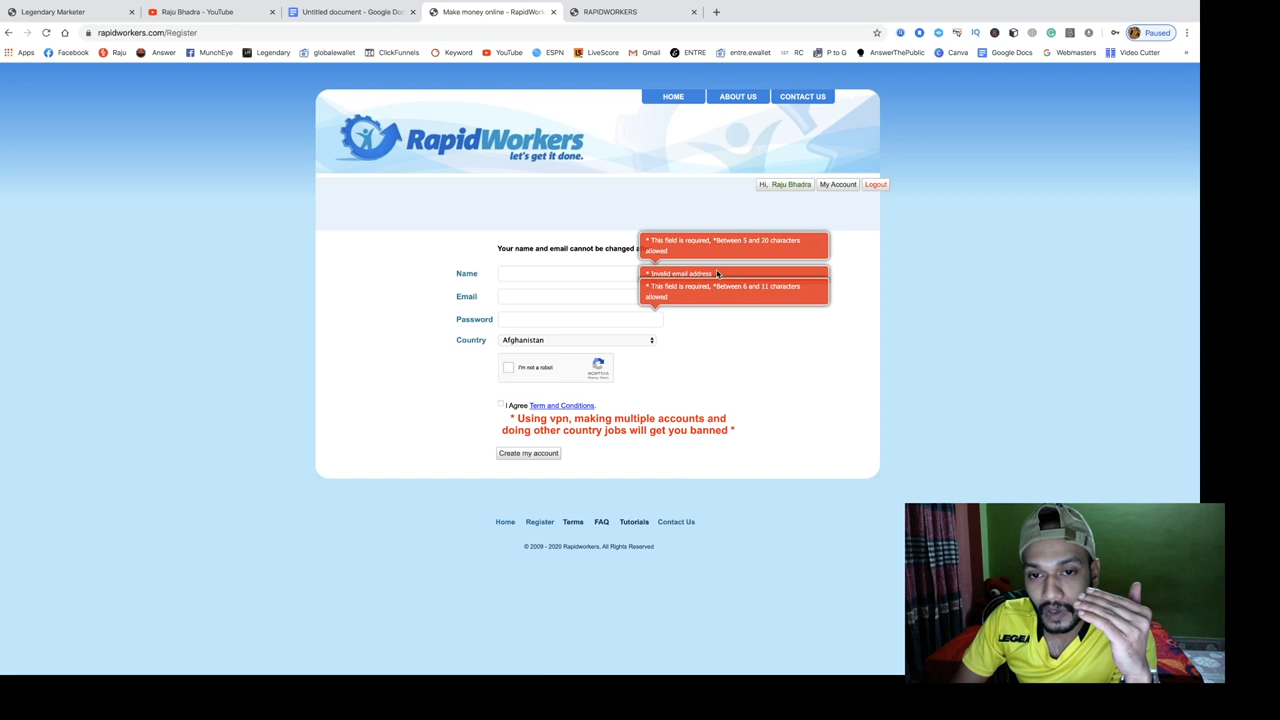 Legendary Marketer
Raju Bhadra - YouTube
Untitled document - Google Doc
Make money online - RapidWork
RAPIDWORKERS
rapidworkers.com/Register
Paused
Apps
Facebook
Raju
Answer
MunchEye
Legendary
globalewallet
ClickFunnels
Keyword
YouTube
ESPN
LiveScore
Gmail
ENTRE
entre.ewallet
RC
P to G
AnswerThePublic
Canva
Google Docs
Webmasters
Video Cutter
HOME
ABOUT US
CONTACT US
RapidWorkers
let's get it done.
Hi, Raju Bhadra
My Account
Logout
Your name and email cannot be changed
* This field is required, *Between 5 and 20 characters
allowed
Name
* Invalid email address
* This field is required, *Between 6 and 11 characters
allowed
Email
Password
Country
Afghanistan
I'm not a robot
reCAPTCHA
I Agree Term and Conditions.
* Using vpn, making multiple accounts and
doing other country jobs will get you banned *
Create my account
Home
Register
Terms
FAQ
Tutorials
Contact Us
© 2009 - 2020 Rapidworkers, All Rights Reserved